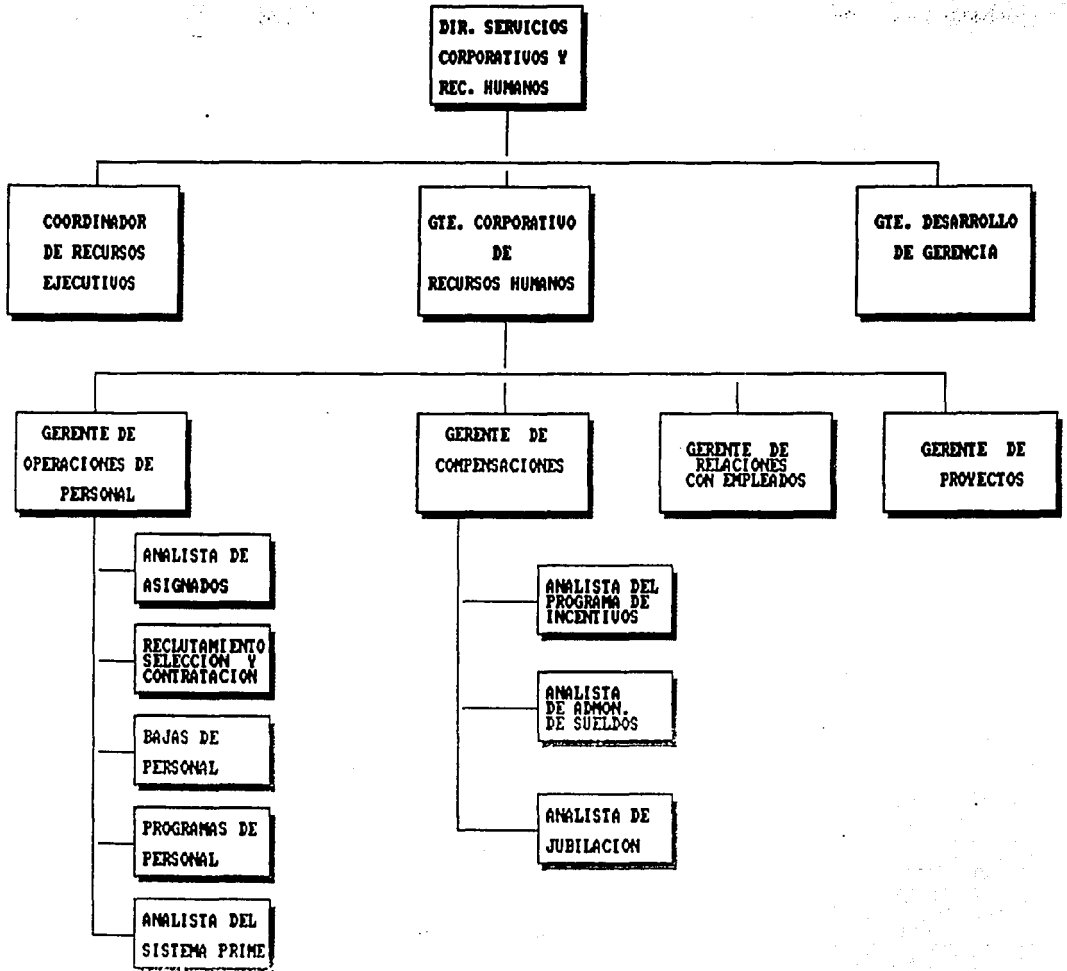 DIR. SERVICIOS
CORPORATIVOS Y
REC. HUMANOS
COORDINADOR
DE RECURSOS
EJECUTIVOS
GTE. CORPORATIVO
DE
RECURSOS HUMANOS
GTE. DESARROLLO
DE GERENCIA
GERENTE DE
OPERACIONES DE
PERSONAL
GERENTE DE
COMPENSACIONES
GERENTE DE
RELACIONES
CON EMPLEADOS
GERENTE DE
PROYECTOS
ANALISTA DE
ASIGNADOS
RECLUTAMIENTO
SELECCION Y
CONTRATACION
BAJAS DE
PERSONAL
PROGRAMAS DE
PERSONAL
ANALISTA DEL
SISTEMA PRIME
ANALISTA DEL
PROGRAMA DE
INCENTIVOS
ANALISTA
DE ADMON.
DE SUELDOS
ANALISTA DE
JUBILACION